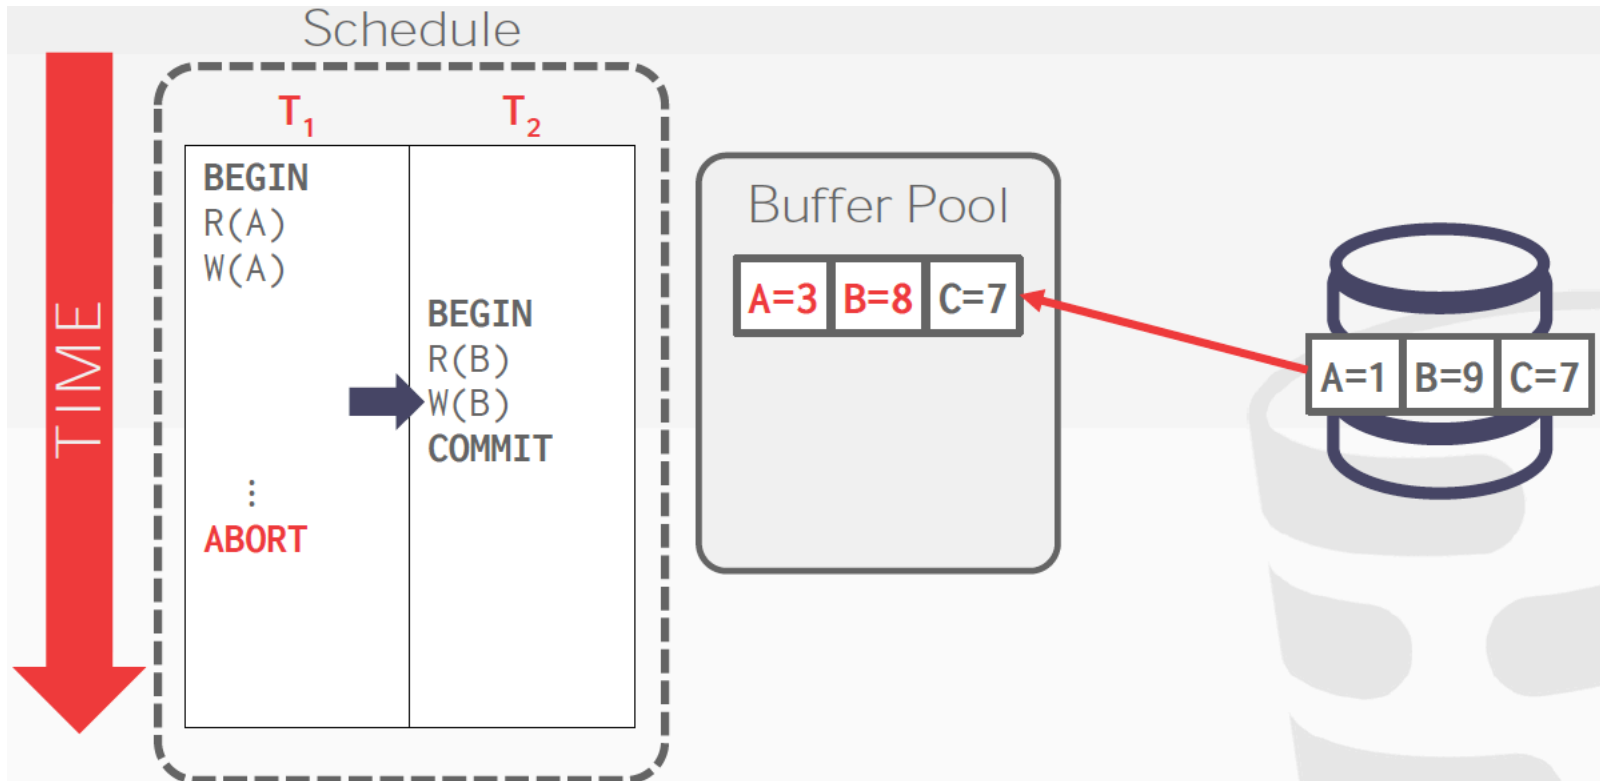 Schedule
TIME
T₁ T₂
BEGIN
R(A)
W(A)
BEGIN
R(B)
W(B)
COMMIT
⋮
ABORT
Buffer Pool
A=3 B=8 C=7
A=1 B=9 C=7